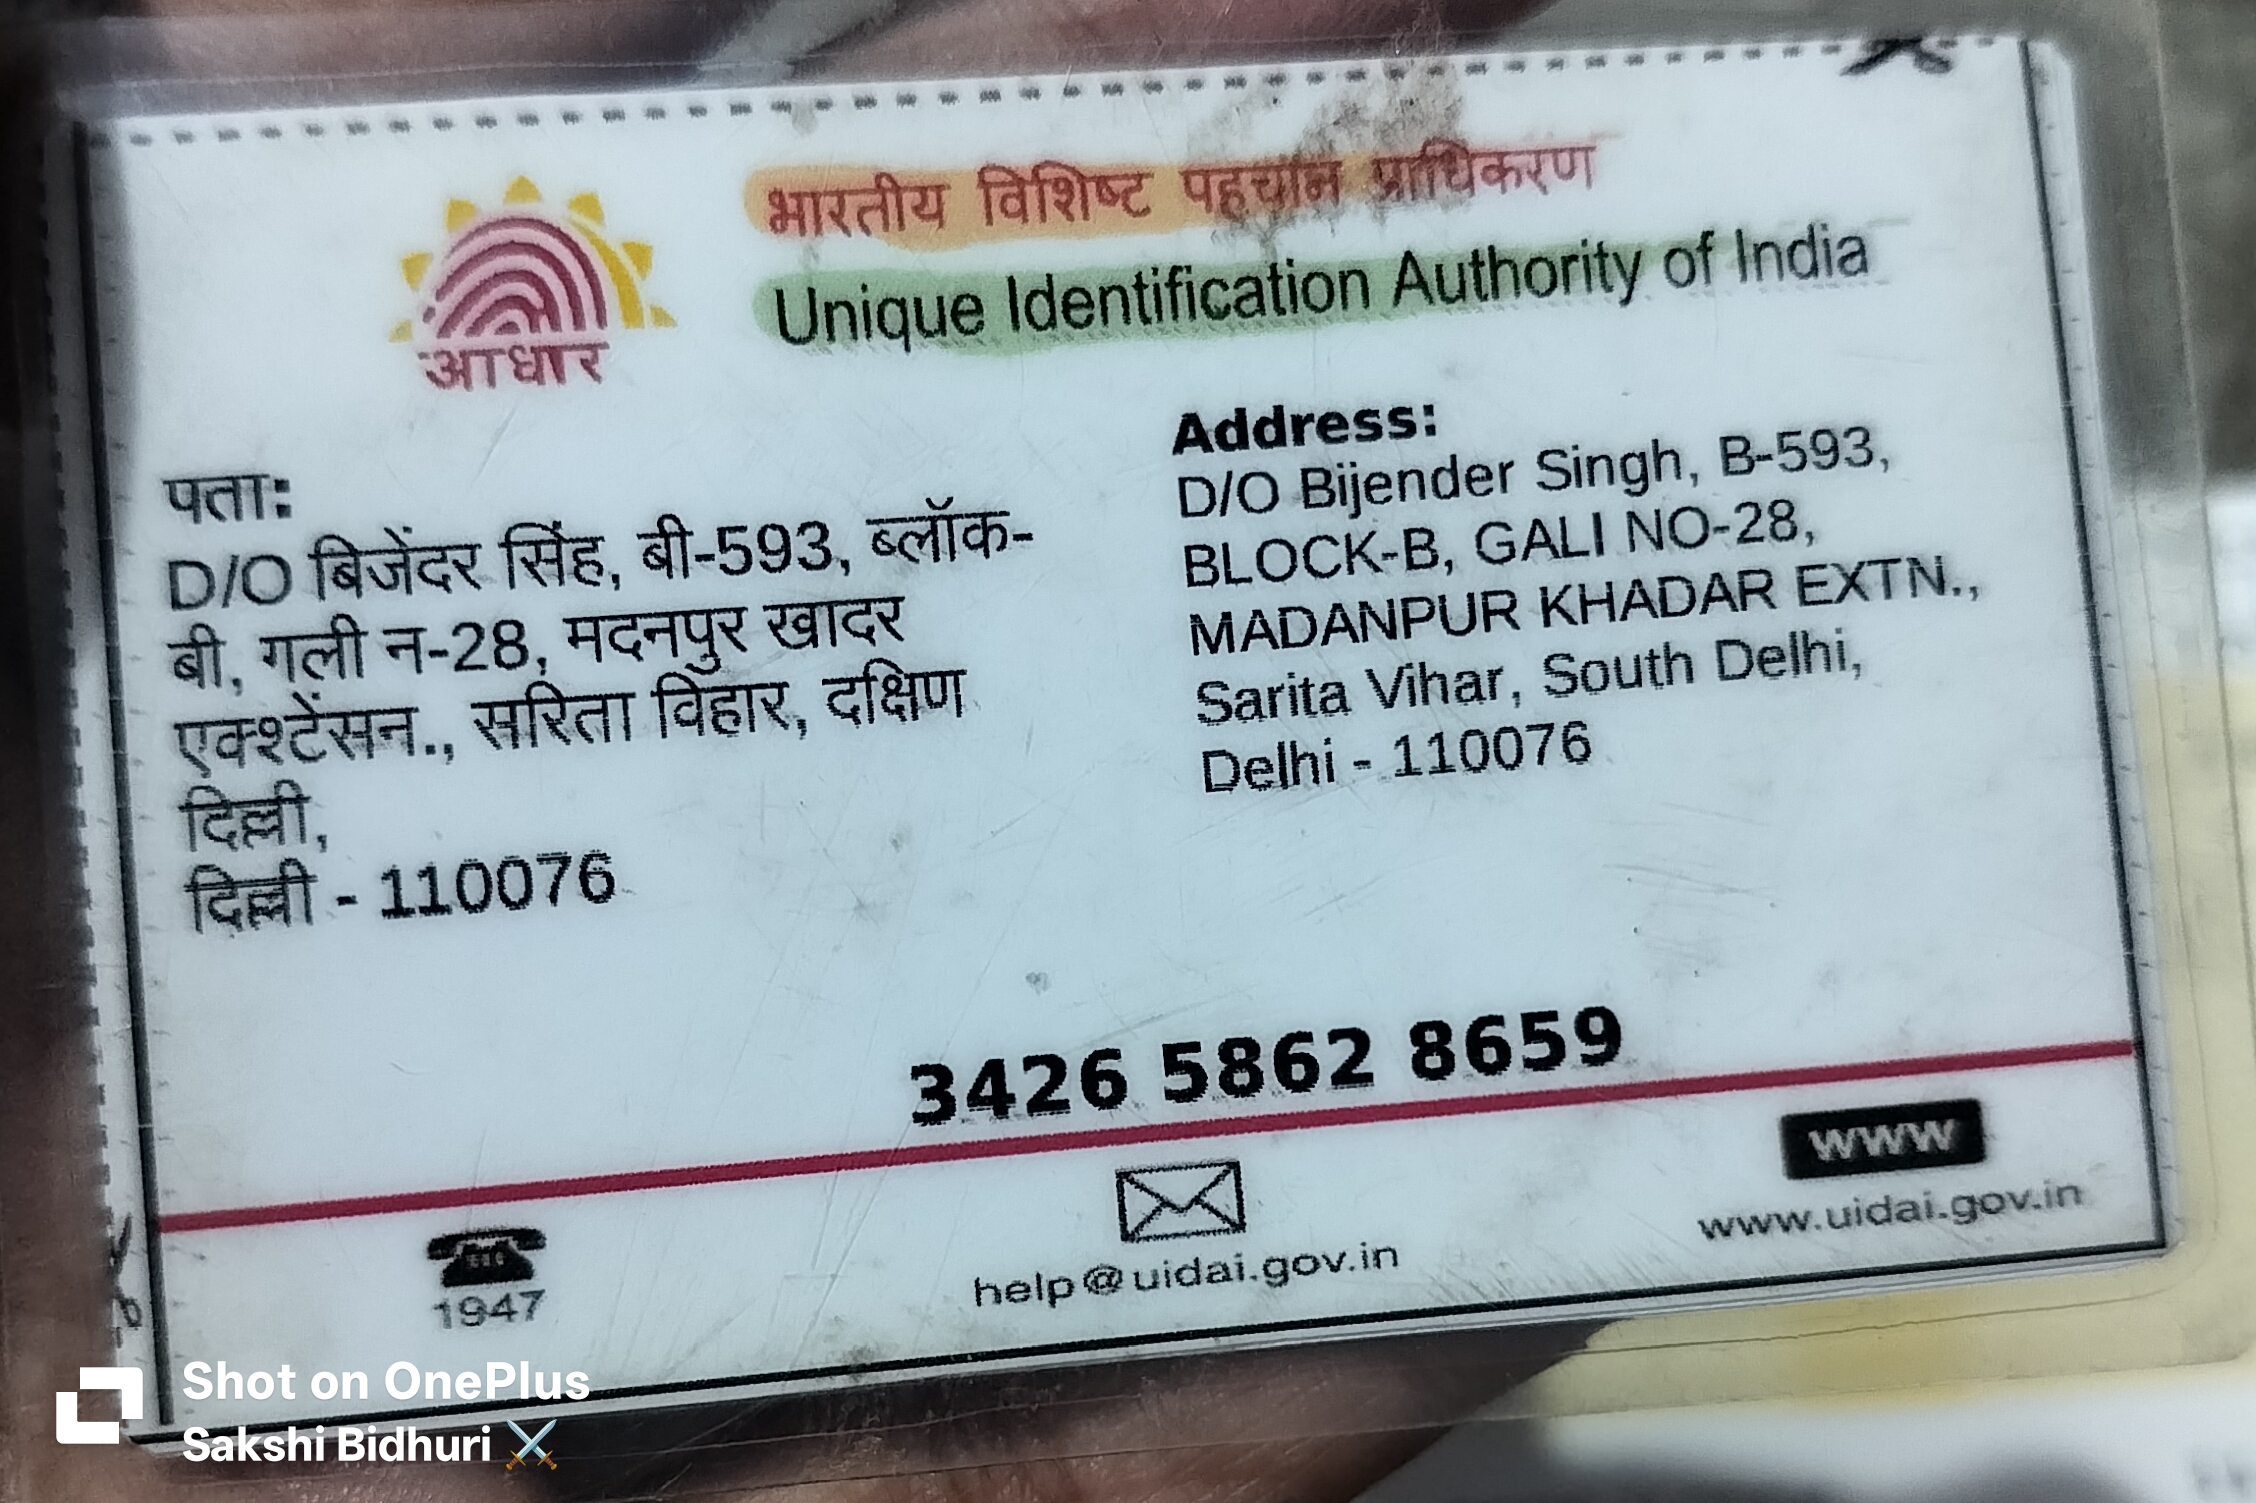 भारतीय विशिष्ट पहचान प्राधिकरण
Unique Identification Authority of India
आधार
पता:
D/O बिजेंदर सिंह, बी-593, ब्लॉक-
बी, गली न-28, मदनपुर खादर
एक्श्टेंसन., सरिता विहार, दक्षिण
दिल्ली,
दिल्ली - 110076
Address:
D/O Bijender Singh, B-593,
BLOCK-B, GALI NO-28,
MADANPUR KHADAR EXTN.,
Sarita Vihar, South Delhi,
Delhi - 110076
3426 5862 8659
1947
help@uidai.gov.in
WWW
www.uidai.gov.in
Shot on OnePlus
Sakshi Bidhuri ⚔️